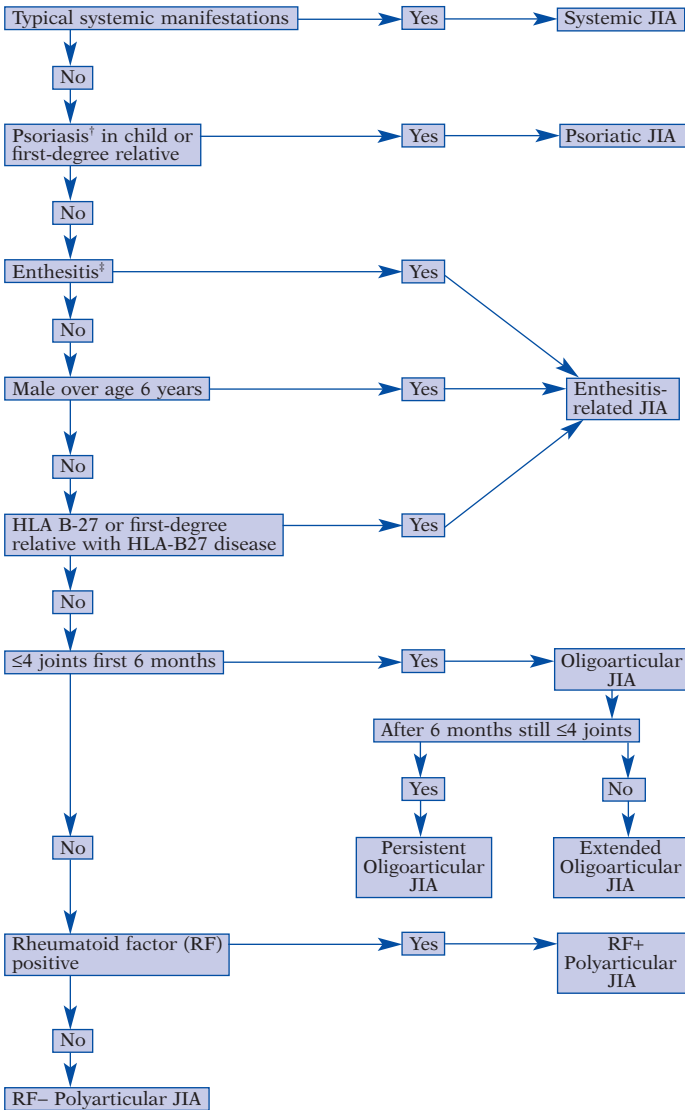 Typical systemic manifestations
Yes
Systemic JIA
No
Psoriasis† in child or
first-degree relative
Yes
Psoriatic JIA
No
Enthesitis‡
Yes
No
Male over age 6 years
Yes
Enthesitis-
related JIA
No
HLA B-27 or first-degree
relative with HLA-B27 disease
Yes
No
≤4 joints first 6 months
Yes
Oligoarticular
JIA
After 6 months still ≤4 joints
Yes
No
No
Persistent
Oligoarticular
JIA
Extended
Oligoarticular
JIA
Rheumatoid factor (RF)
positive
Yes
RF+
Polyarticular
JIA
No
RF– Polyarticular JIA